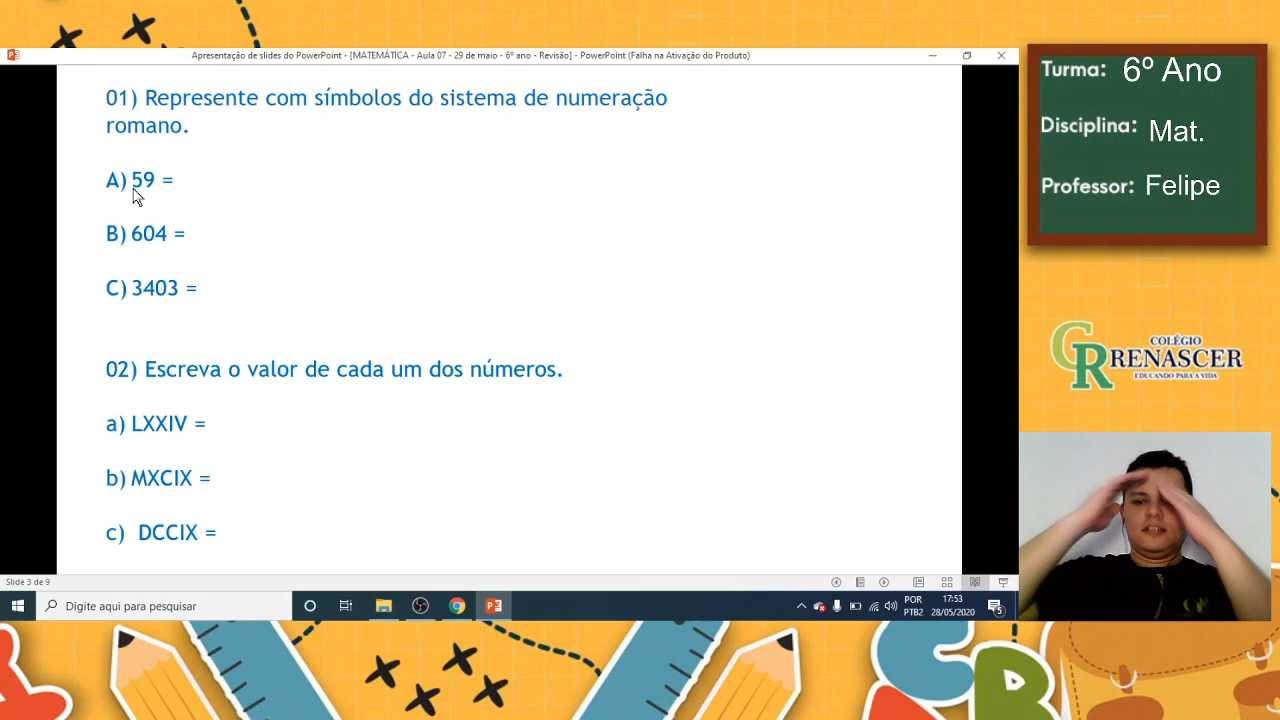 Apresentação de slides do PowerPoint - [MATEMÁTICA - Aula 07 - 29 de maio - 6º ano - Revisão] - PowerPoint (Falha na Ativação do Produto)
01) Represente com símbolos do sistema de numeração
romano.
A) 59 =
B) 604 =
C) 3403 =
02) Escreva o valor de cada um dos números.
a) LXXIV =
b) MXCIX =
c) DCCIX =
Slide 3 de 9
Digite aqui para pesquisar
POR
PTB2
17:53
28/05/2020
5
Turma: 6º Ano
Disciplina: Mat.
Professor: Felipe
CR
COLÉGIO
RENASCER
EDUCANDO PARA A VIDA